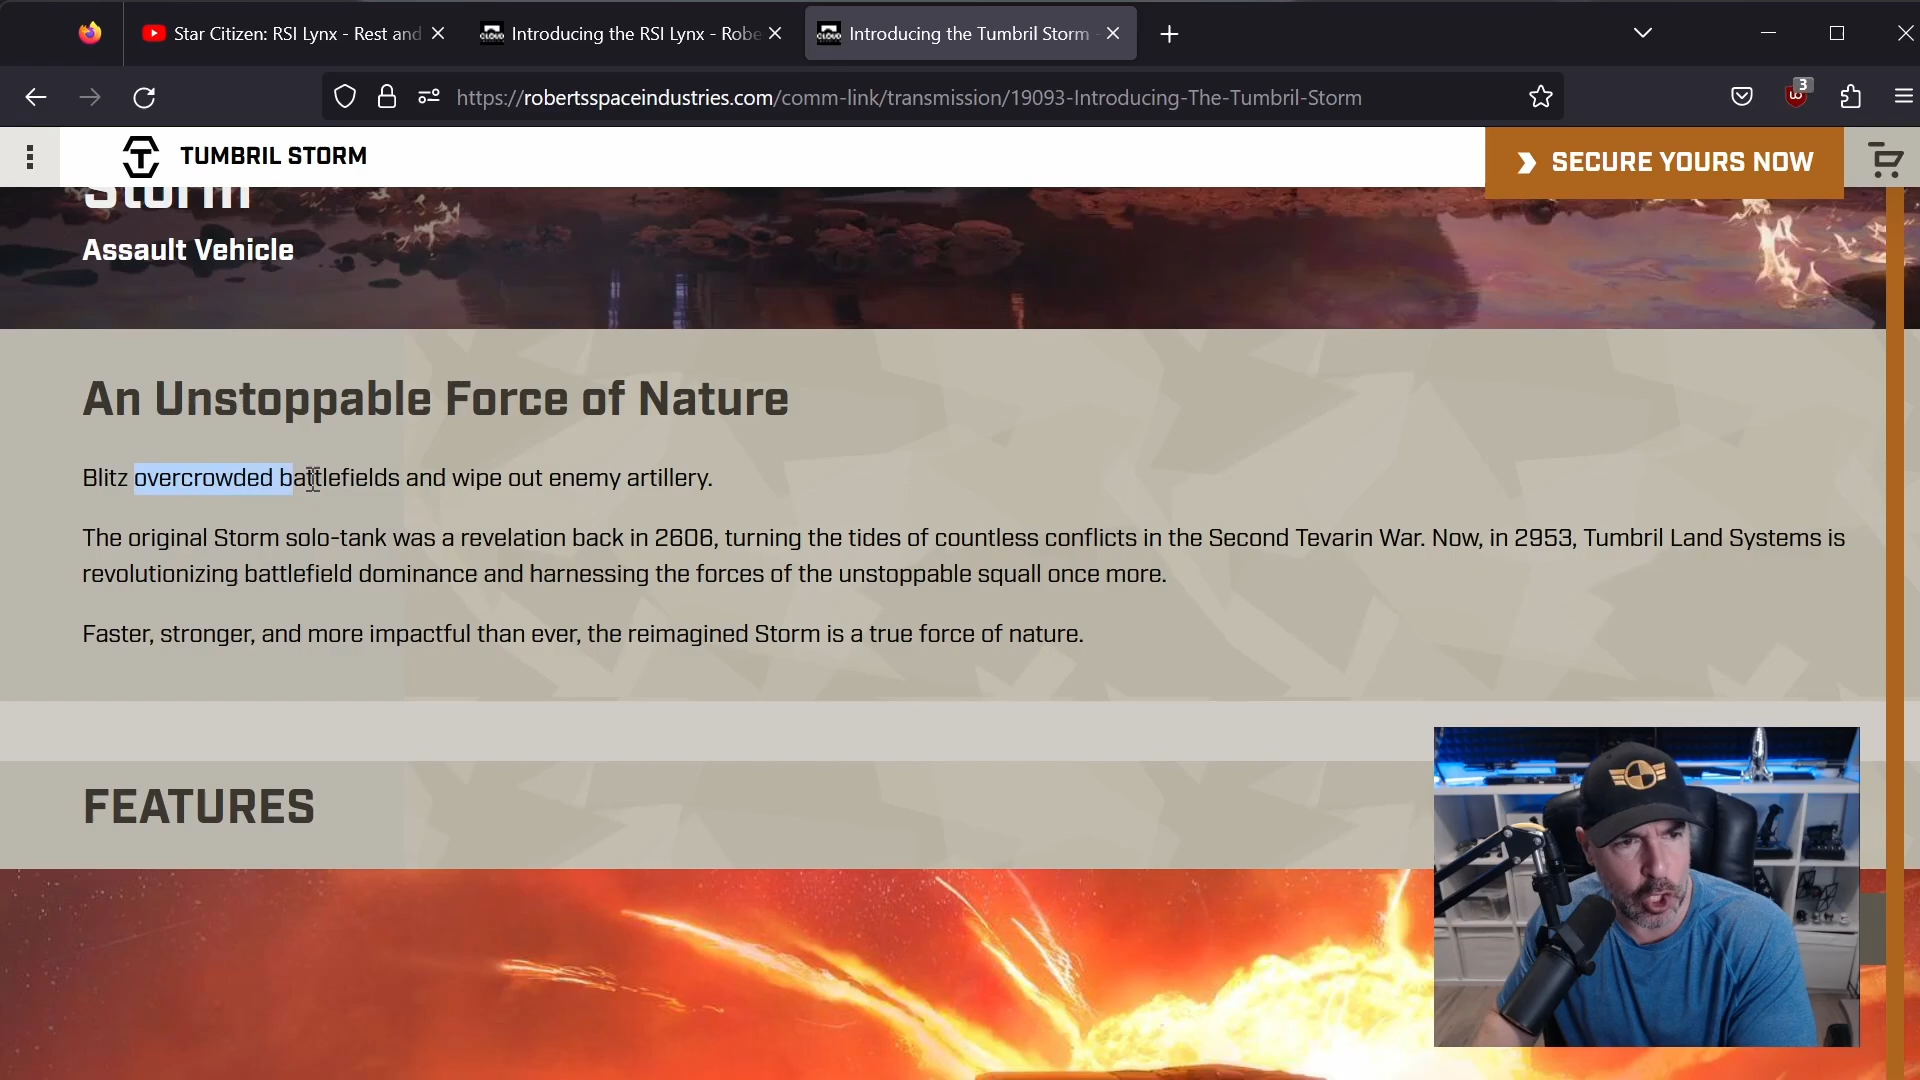 Star Citizen: RSI Lynx - Rest and
Introducing the RSI Lynx - Robe
Introducing the Tumbril Storm -
https://robertsspaceindustries.com/comm-link/transmission/19093-Introducing-The-Tumbril-Storm
3
TUMBRIL STORM
SECURE YOURS NOW
Storm
Assault Vehicle
An Unstoppable Force of Nature
Blitz overcrowded battlefields and wipe out enemy artillery.
The original Storm solo-tank was a revelation back in 2606, turning the tides of countless conflicts in the Second Tevarin War. Now, in 2953, Tumbril Land Systems is
revolutionizing battlefield dominance and harnessing the forces of the unstoppable squall once more.
Faster, stronger, and more impactful than ever, the reimagined Storm is a true force of nature.
FEATURES